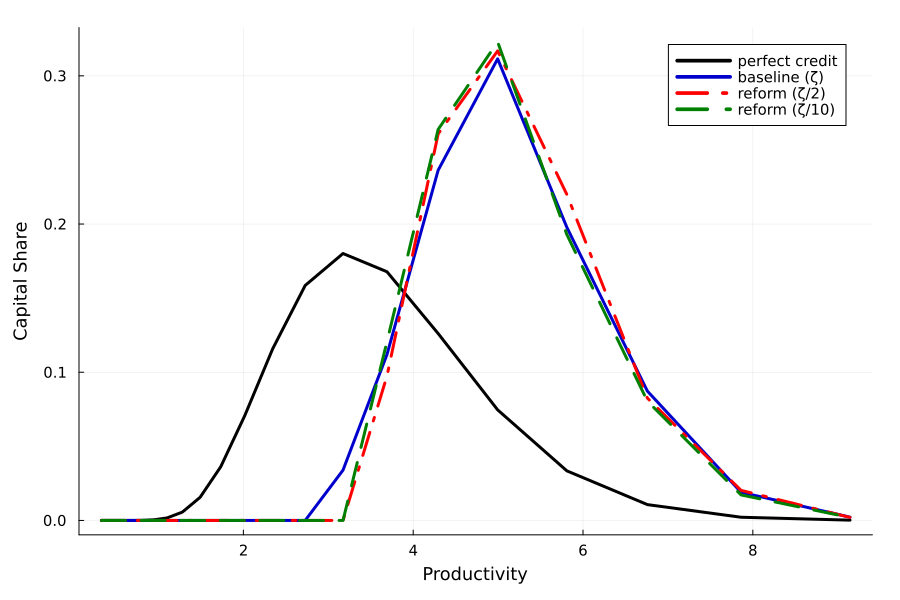 perfect credit
baseline (ζ)
reform (ζ/2)
reform (ζ/10)
0.3
0.2
0.1
0.0
Capital Share
2 4 6 8
Productivity